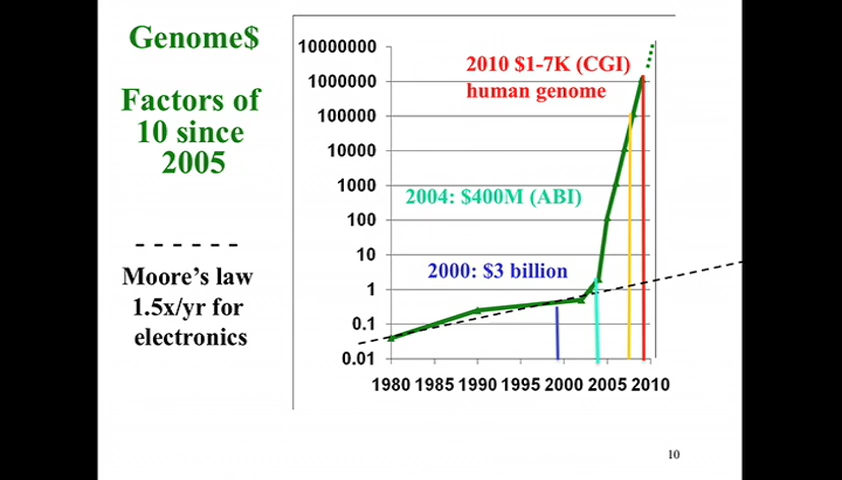 Genome$
Factors of
10 since
2005
- - - - - -
Moore's law
1.5x/yr for
electronics
10000000
1000000
100000
10000
1000
100
10
1
0.1
0.01
2010 $1-7K (CGI)
human genome
2004: $400M (ABI)
2000: $3 billion
1980 1985 1990 1995 2000 2005 2010
10